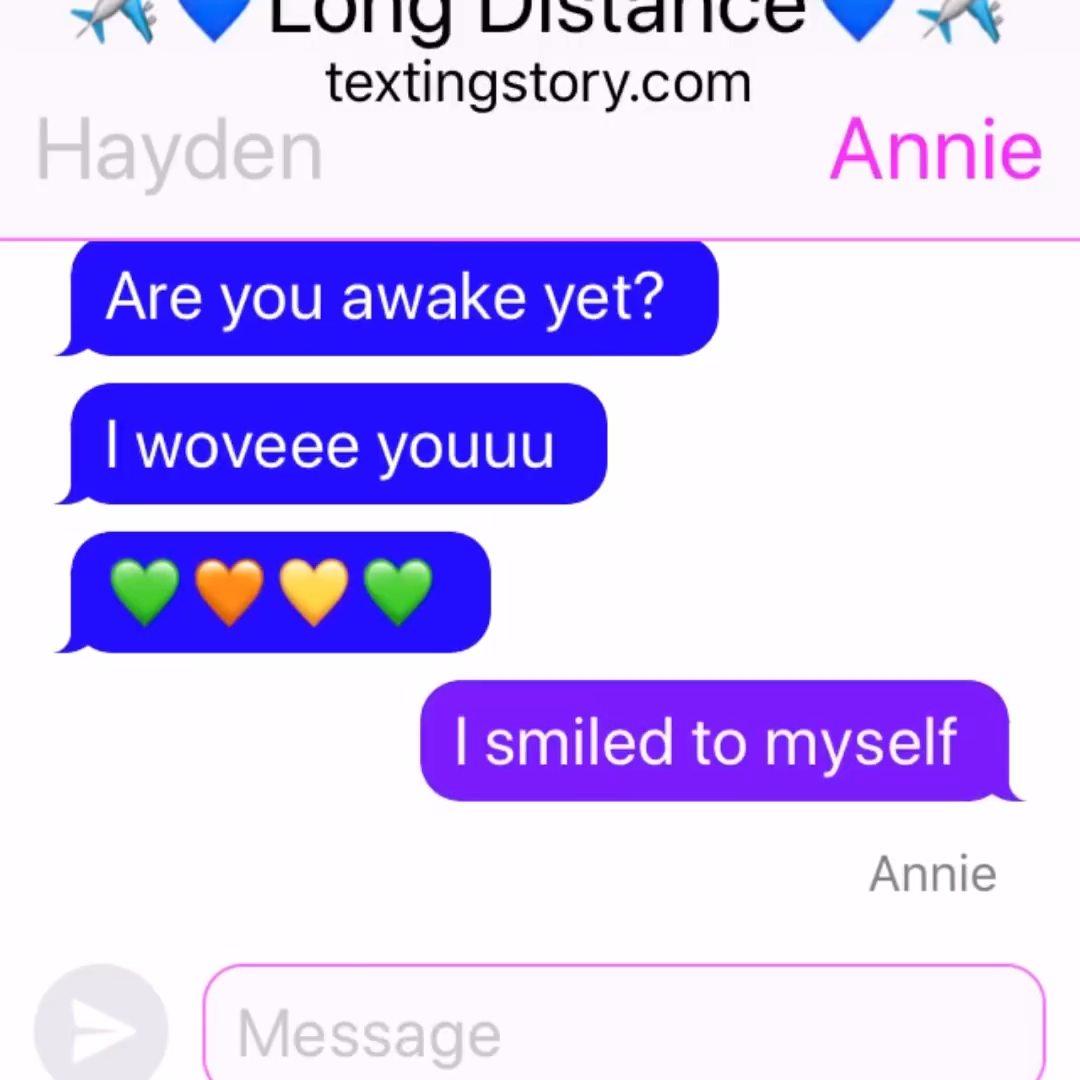 ✈️💙Long Distance💙✈️
textingstory.com
Hayden
Annie
Are you awake yet?
I woveee youuu
💚🧡💛💚
I smiled to myself
Annie
Message